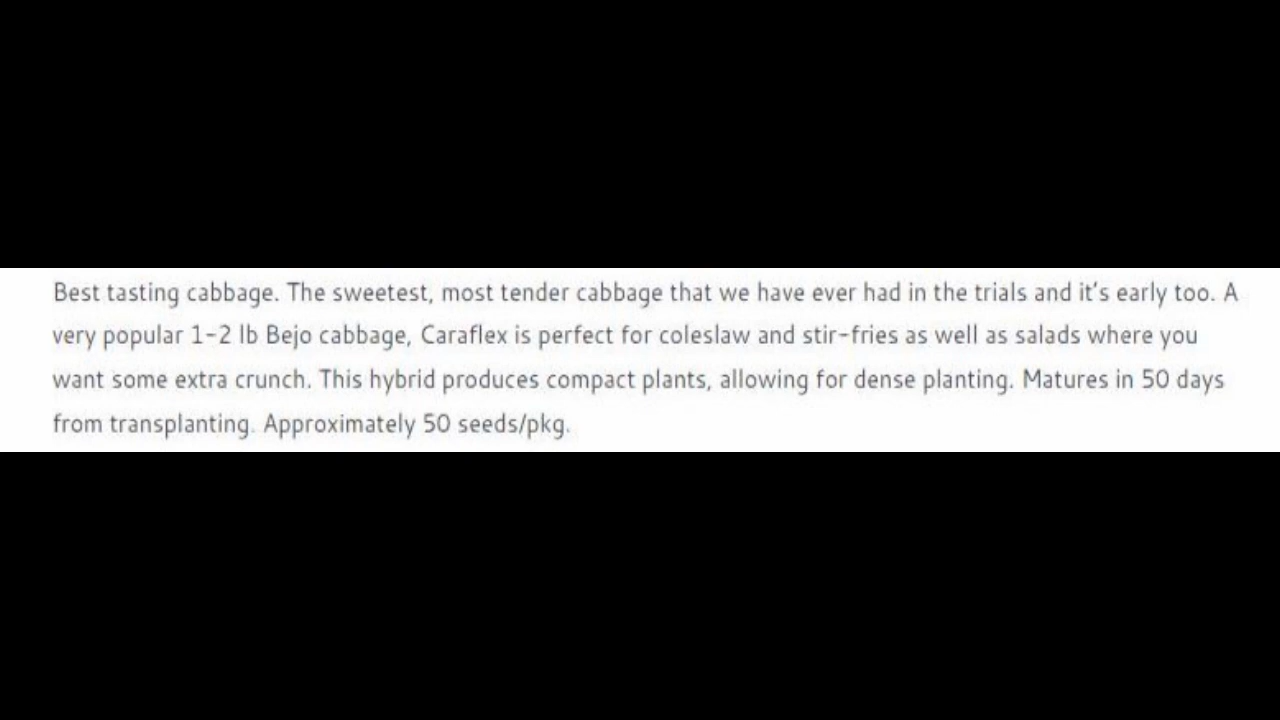 Best tasting cabbage. The sweetest, most tender cabbage that we have ever had in the trials and it's early too. A
very popular 1-2 lb Bejo cabbage, Caraflex is perfect for coleslaw and stir-fries as well as salads where you
want some extra crunch. This hybrid produces compact plants, allowing for dense planting. Matures in 50 days
from transplanting. Approximately 50 seeds/pkg.